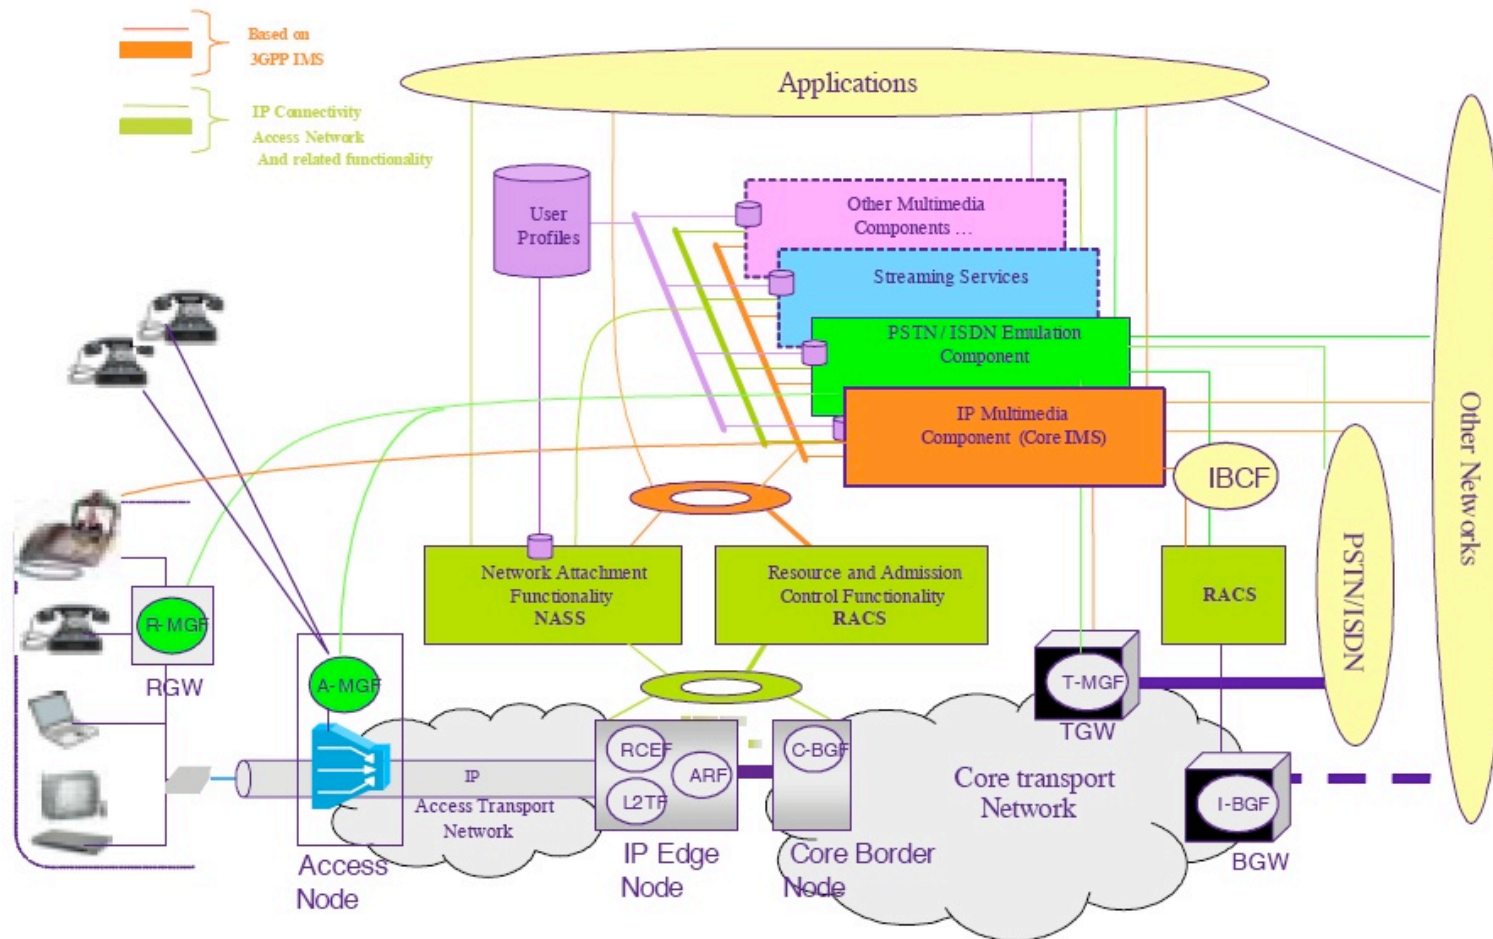 Based on
3GPP IMS
IP Connectivity
Access Network
And related functionality
Applications
User
Profiles
Other Multimedia
Components ...
Streaming Services
PSTN / ISDN Emulation
Component
IP Multimedia
Component (Core IMS)
IBCF
Other Networks
PSTN/ISDN
Network Attachment
Functionality
NASS
Resource and Admission
Control Functionality
RACS
RACS
R-MGF
RGW
A-MGF
T-MGF
TGW
RCEF
ARF
L2TF
C-BGF
IP
Access Transport
Network
Core transport
Network
I-BGF
BGW
Access
Node
IP Edge
Node
Core Border
Node